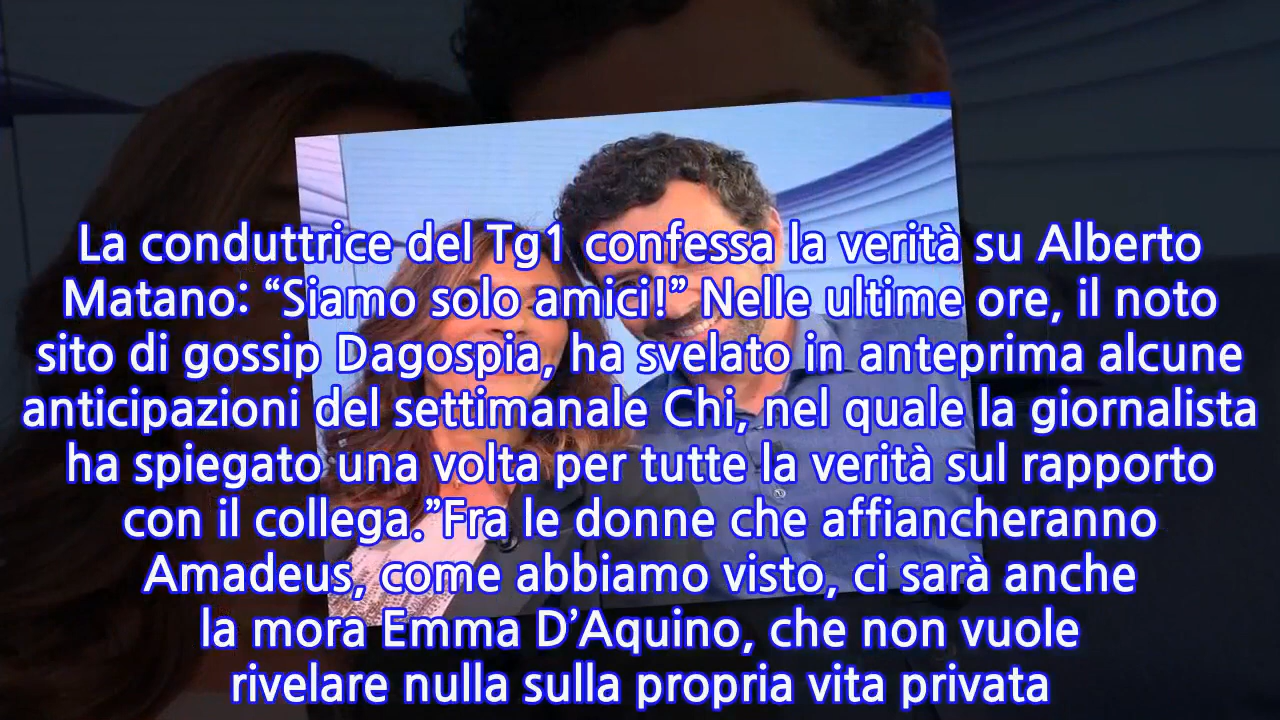 La conduttrice del Tg1 confessa la verità su Alberto
Matano: “Siamo solo amici!” Nelle ultime ore, il noto
sito di gossip Dagospia, ha svelato in anteprima alcune
anticipazioni del settimanale Chi, nel quale la giornalista
ha spiegato una volta per tutte la verità sul rapporto
con il collega.”Fra le donne che affiancheranno
Amadeus, come abbiamo visto, ci sarà anche
la mora Emma D’Aquino, che non vuole
rivelare nulla sulla propria vita privata